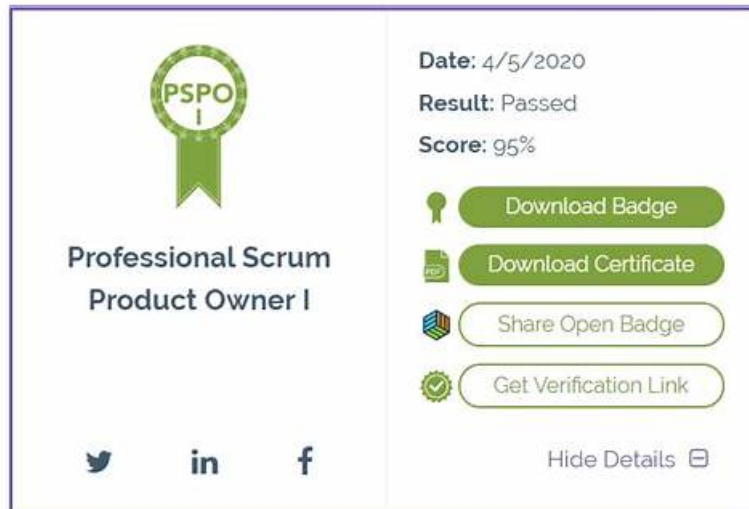 PSPO
I
Professional Scrum
Product Owner I
in
f
Date: 4/5/2020
Result: Passed
Score: 95%
Download Badge
PDF
Download Certificate
Share Open Badge
Get Verification Link
Hide Details